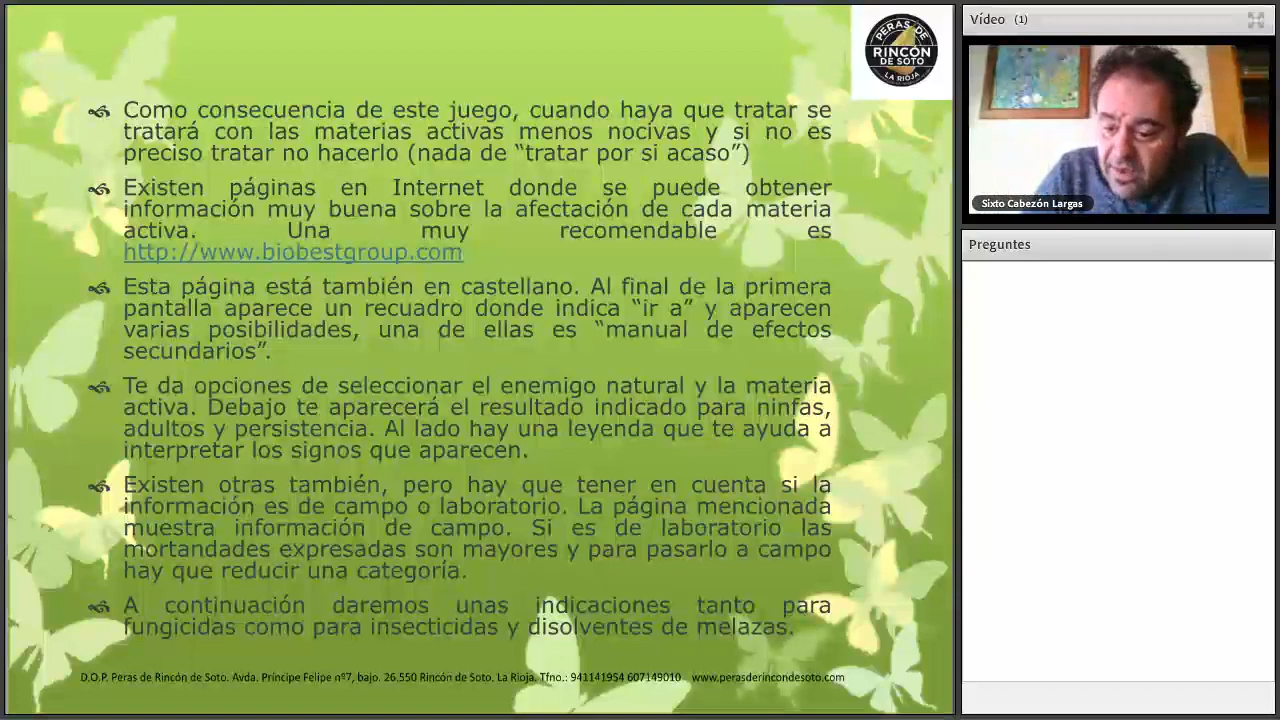 PERAS DE
RINCÓN
DE SOTO
LA RIOJA
Como consecuencia de este juego, cuando haya que tratar se
tratará con las materias activas menos nocivas y si no es
preciso tratar no hacerlo (nada de “tratar por si acaso”)
Existen páginas en Internet donde se puede obtener
información muy buena sobre la afectación de cada materia
activa. Una muy recomendable es
http://www.biobestgroup.com
Esta página está también en castellano. Al final de la primera
pantalla aparece un recuadro donde indica “ir a” y aparecen
varias posibilidades, una de ellas es “manual de efectos
secundarios”.
Te da opciones de seleccionar el enemigo natural y la materia
activa. Debajo te aparecerá el resultado indicado para ninfas,
adultos y persistencia. Al lado hay una leyenda que te ayuda a
interpretar los signos que aparecen.
Existen otras también, pero hay que tener en cuenta si la
información es de campo o laboratorio. La página mencionada
muestra información de campo. Si es de laboratorio las
mortandades expresadas son mayores y para pasarlo a campo
hay que reducir una categoría.
A continuación daremos unas indicaciones tanto para
fungicidas como para insecticidas y disolventes de melazas.
D.O.P. Peras de Rincón de Soto. Avda. Príncipe Felipe nº7, bajo. 26.550 Rincón de Soto. La Rioja. Tfno.: 941141954 607149010 www.perasderincondesoto.com
Vídeo (1)
Sixto Cabezón Largas
Preguntes